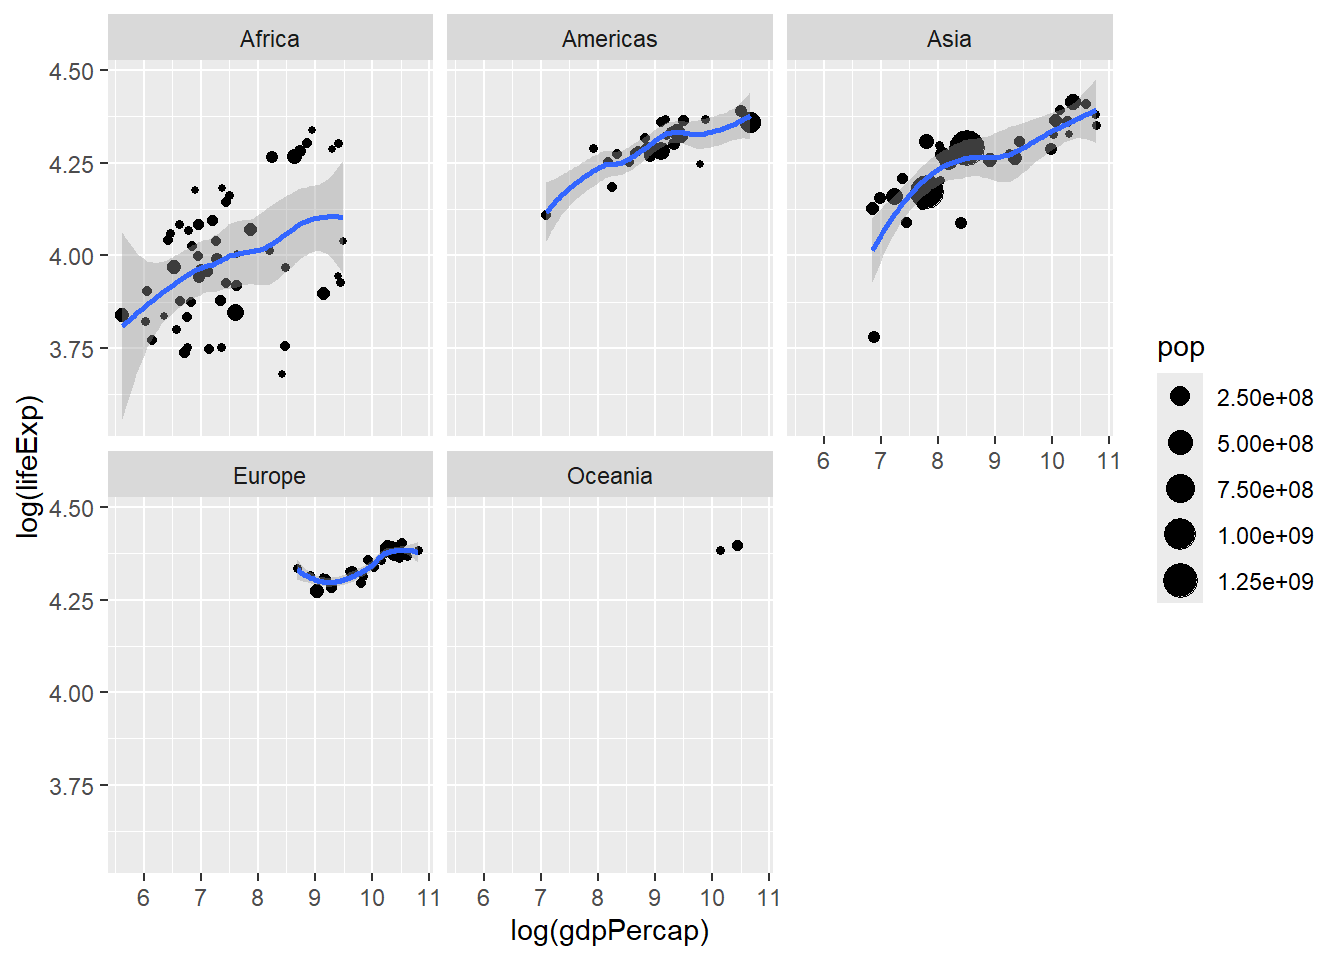 Africa
Americas
Asia
4.50
4.25
4.00
3.75
6 7 8 9 10 11
log(lifeExp)
Europe
Oceania
4.50
4.25
4.00
3.75
6 7 8 9 10 11
6 7 8 9 10 11
log(gdpPercap)
pop
2.50e+08
5.00e+08
7.50e+08
1.00e+09
1.25e+09